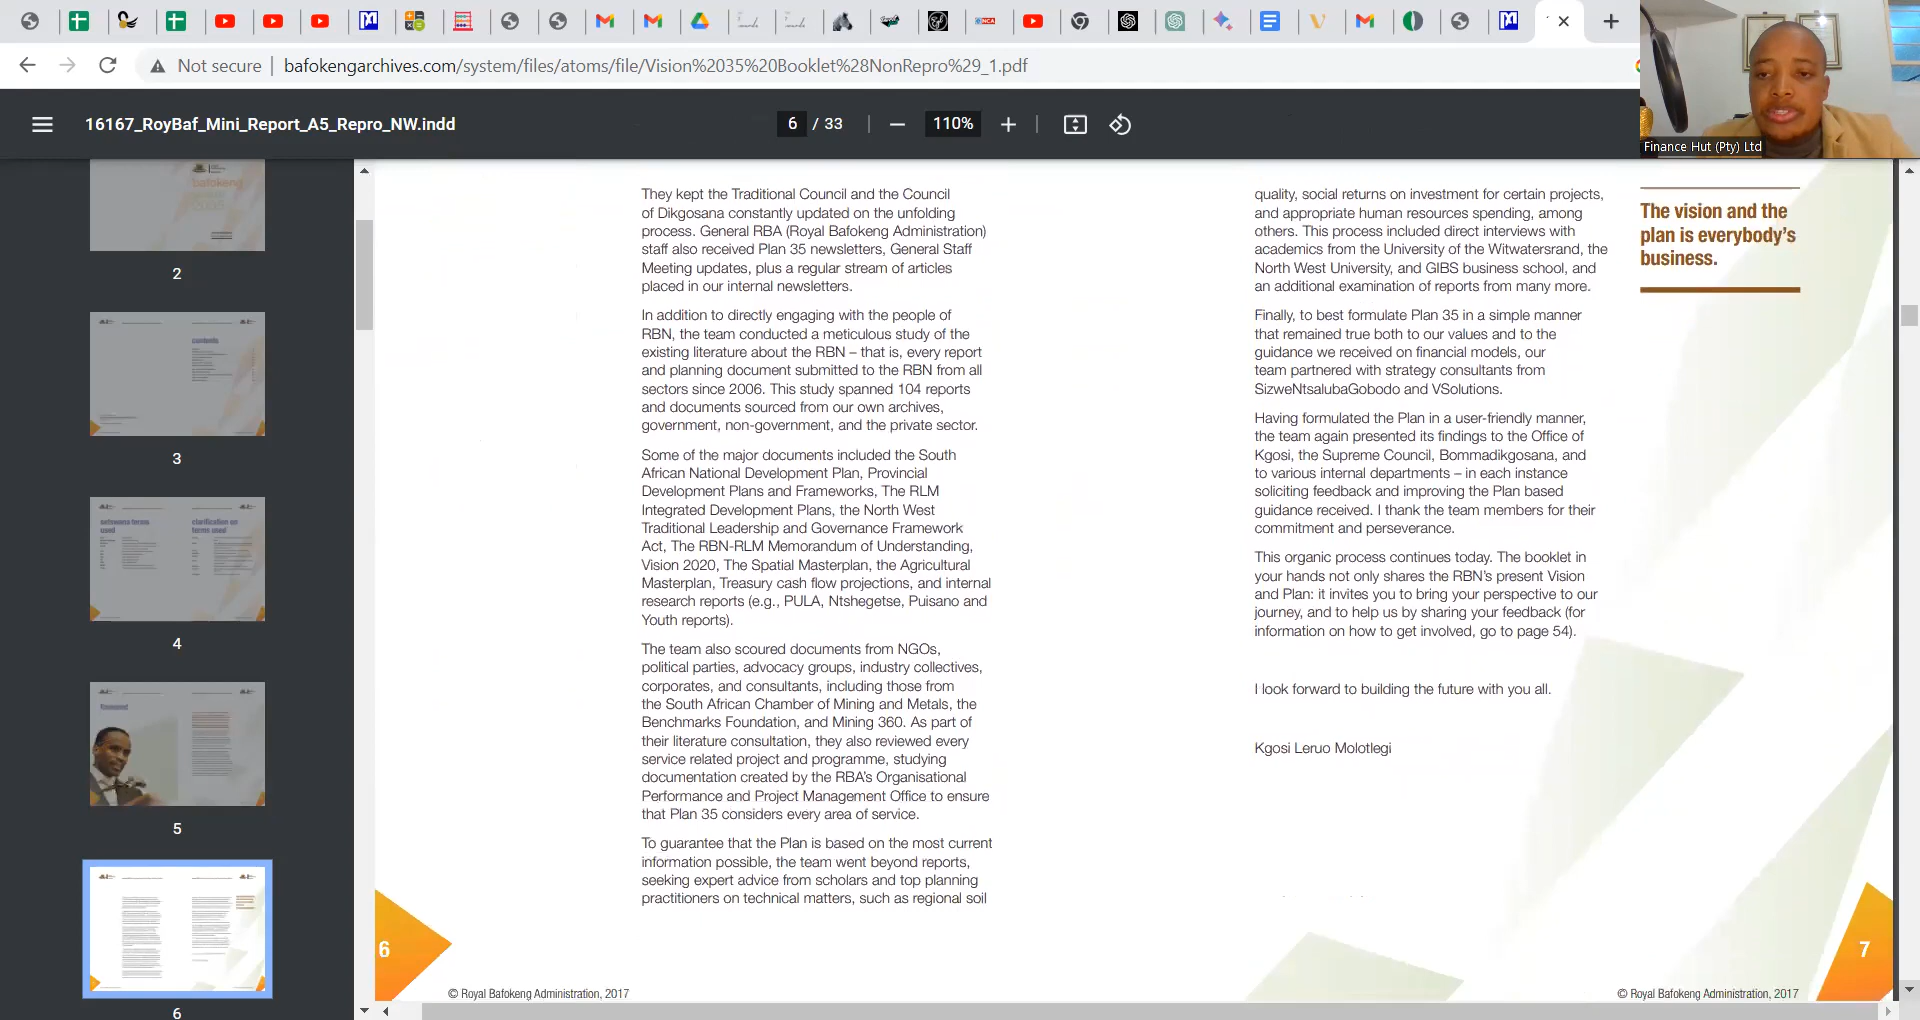 Not secure
bafokengarchives.com/system/files/atoms/file/Vision%2035%20Booklet%28NonRepro%29_1.pdf
16167_RoyBaf_Mini_Report_A5_Repro_NW.indd
6 / 33
110%
Finance Hut (Pty) Ltd
bafokeng
2
contents
3
setswana terms
used
clarification on
terms used
4
foreword
5
6
They kept the Traditional Council and the Council
of Dikgosana constantly updated on the unfolding
process. General RBA (Royal Bafokeng Administration)
staff also received Plan 35 newsletters, General Staff
Meeting updates, plus a regular stream of articles
placed in our internal newsletters.
In addition to directly engaging with the people of
RBN, the team conducted a meticulous study of the
existing literature about the RBN – that is, every report
and planning document submitted to the RBN from all
sectors since 2006. This study spanned 104 reports
and documents sourced from our own archives,
government, non-government, and the private sector.
Some of the major documents included the South
African National Development Plan, Provincial
Development Plans and Frameworks, The RLM
Integrated Development Plans, the North West
Traditional Leadership and Governance Framework
Act, The RBN-RLM Memorandum of Understanding,
Vision 2020, The Spatial Masterplan, the Agricultural
Masterplan, Treasury cash flow projections, and internal
research reports (e.g., PULA, Ntshegetse, Puisano and
Youth reports).
The team also scoured documents from NGOs,
political parties, advocacy groups, industry collectives,
corporates, and consultants, including those from
the South African Chamber of Mining and Metals, the
Benchmarks Foundation, and Mining 360. As part of
their literature consultation, they also reviewed every
service related project and programme, studying
documentation created by the RBA's Organisational
Performance and Project Management Office to ensure
that Plan 35 considers every area of service.
To guarantee that the Plan is based on the most current
information possible, the team went beyond reports,
seeking expert advice from scholars and top planning
practitioners on technical matters, such as regional soil
6
© Royal Bafokeng Administration, 2017
quality, social returns on investment for certain projects,
and appropriate human resources spending, among
others. This process included direct interviews with
academics from the University of the Witwatersrand, the
North West University, and GIBS business school, and
an additional examination of reports from many more.
Finally, to best formulate Plan 35 in a simple manner
that remained true both to our values and to the
guidance we received on financial models, our
team partnered with strategy consultants from
SizweNtsalubaGobodo and VSolutions.
Having formulated the Plan in a user-friendly manner,
the team again presented its findings to the Office of
Kgosi, the Supreme Council, Bommadikgosana, and
to various internal departments – in each instance
soliciting feedback and improving the Plan based
guidance received. I thank the team members for their
commitment and perseverance.
This organic process continues today. The booklet in
your hands not only shares the RBN's present Vision
and Plan: it invites you to bring your perspective to our
journey, and to help us by sharing your feedback (for
information on how to get involved, go to page 54).
I look forward to building the future with you all.
Kgosi Leruo Molotlegi
The vision and the
plan is everybody's
business.
7
© Royal Bafokeng Administration, 2017